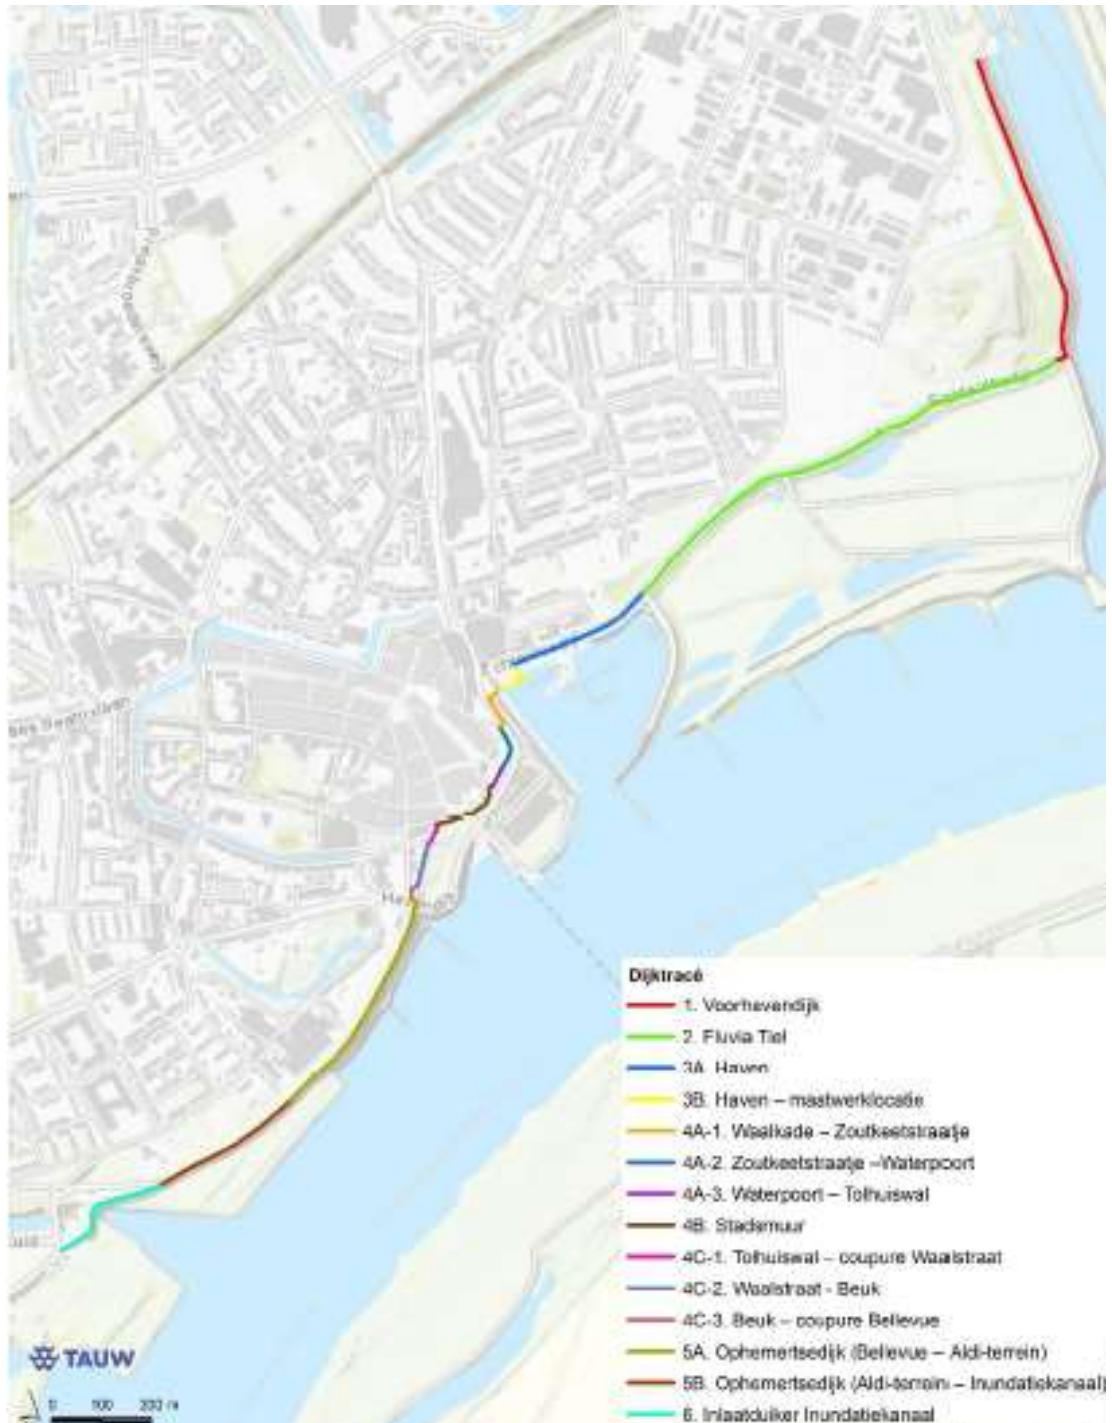 Dijktracé
1. Voorhavendijk
2. Fluvia Tiel
3A. Haven
3B. Haven – maatwerklocatie
4A-1. Waalkade – Zoutkeetstraatje
4A-2. Zoutkeetstraatje –Waterpoort
4A-3. Waterpoort – Tolhuiswal
4B. Stadsmuur
4C-1. Tolhuiswal – coupure Waalstraat
4C-2. Waalstraat - Beuk
4C-3. Beuk – coupure Bellevue
5A. Ophemertsedijk (Bellevue – Aldi-terrein)
5B. Ophemertsedijk (Aldi-terrein – Inundatiekanaal)
6. Inlaatduiker Inundatiekanaal
TAUW
0 100 200 m